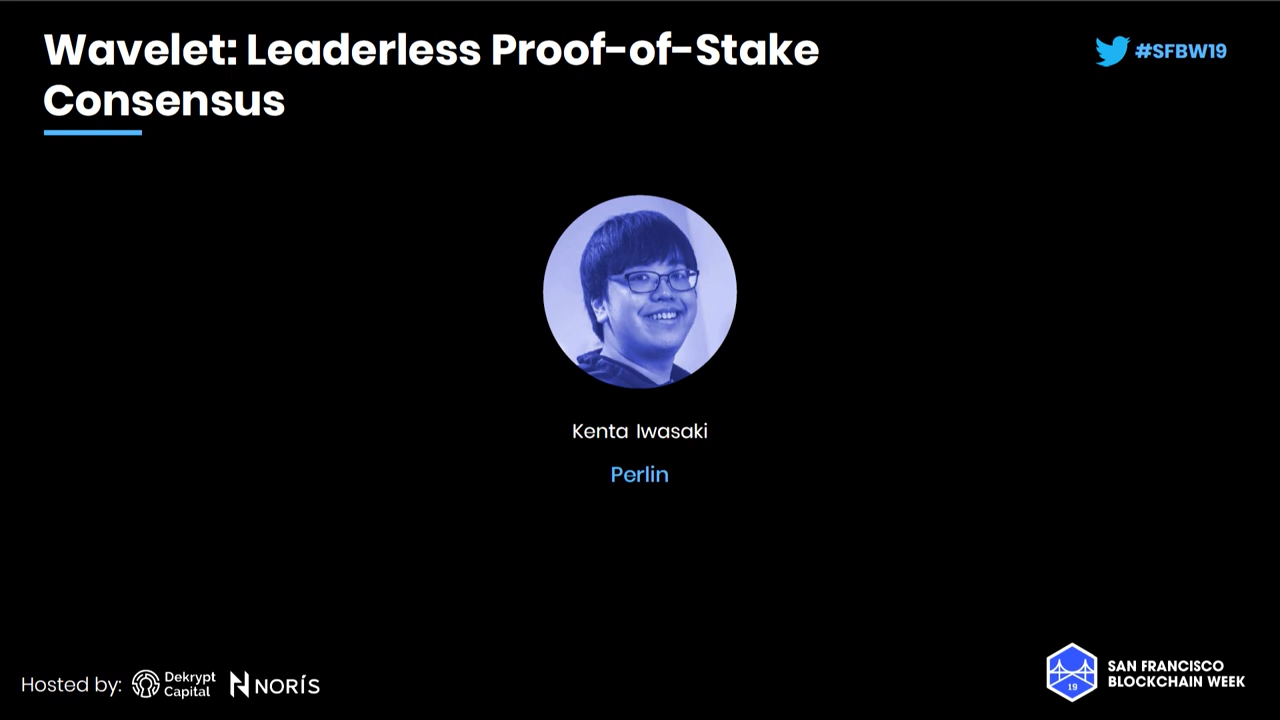 Wavelet: Leaderless Proof-of-Stake
Consensus
#SFBW19
Kenta Iwasaki
Perlin
Hosted by:
Dekrypt
Capital
NORÍS
19
SAN FRANCISCO
BLOCKCHAIN WEEK